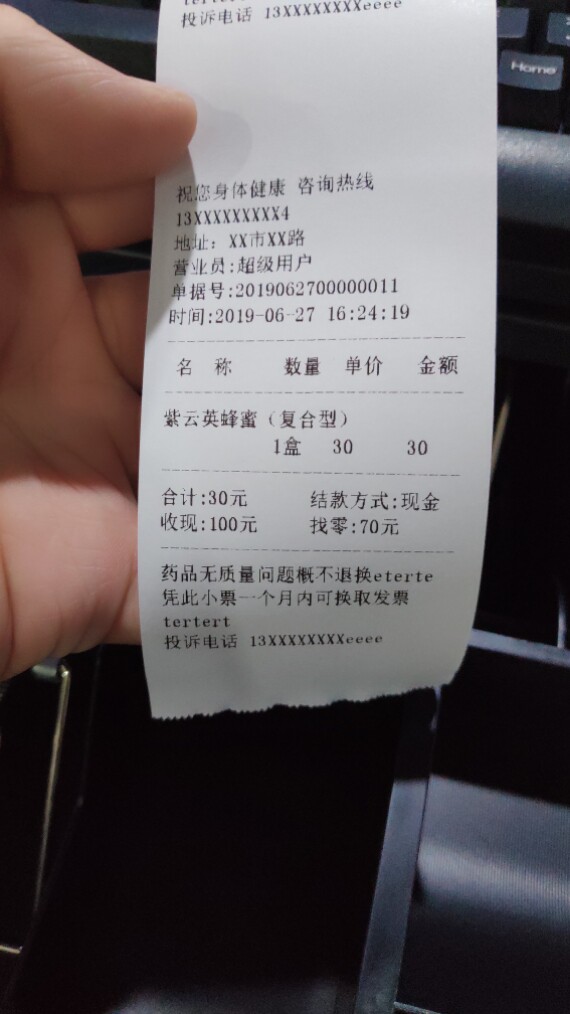 tertert
投诉电话 13XXXXXXXXeeee
Home
祝您身体健康 咨询热线
13XXXXXXXXX4
地址：XX市XX路
营业员:超级用户
单据号:2019062700000011
时间:2019-06-27 16:24:19
名 称 数量 单价 金额
紫云英蜂蜜（复合型）
1盒 30 30
合计:30元 结款方式:现金
收现:100元 找零:70元
药品无质量问题概不退换eterte
凭此小票一个月内可换取发票
tertert
投诉电话 13XXXXXXXXeeee